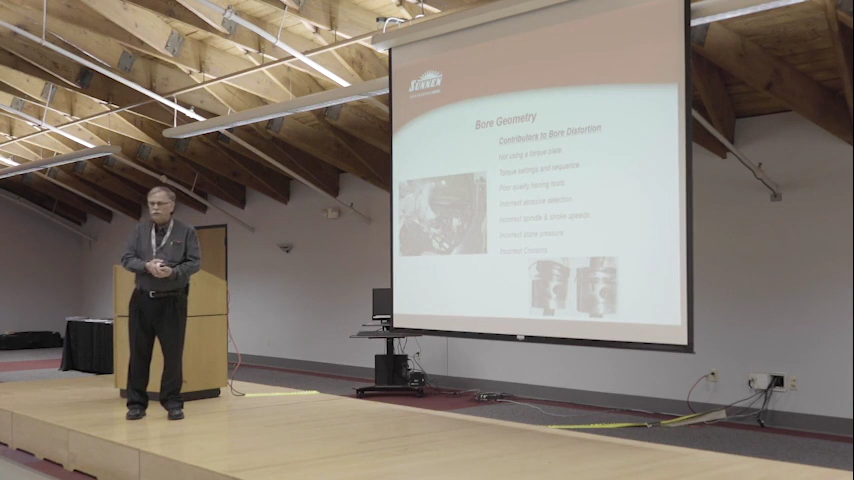 SUNNEN
Bore Geometry
Contributors to Bore Distortion
Not using a torque plate
Torque settings and sequence
Poor quality honing tools
Incorrect abrasive selection
Incorrect spindle & stroke speeds
Incorrect stone pressure
Incorrect Crossing